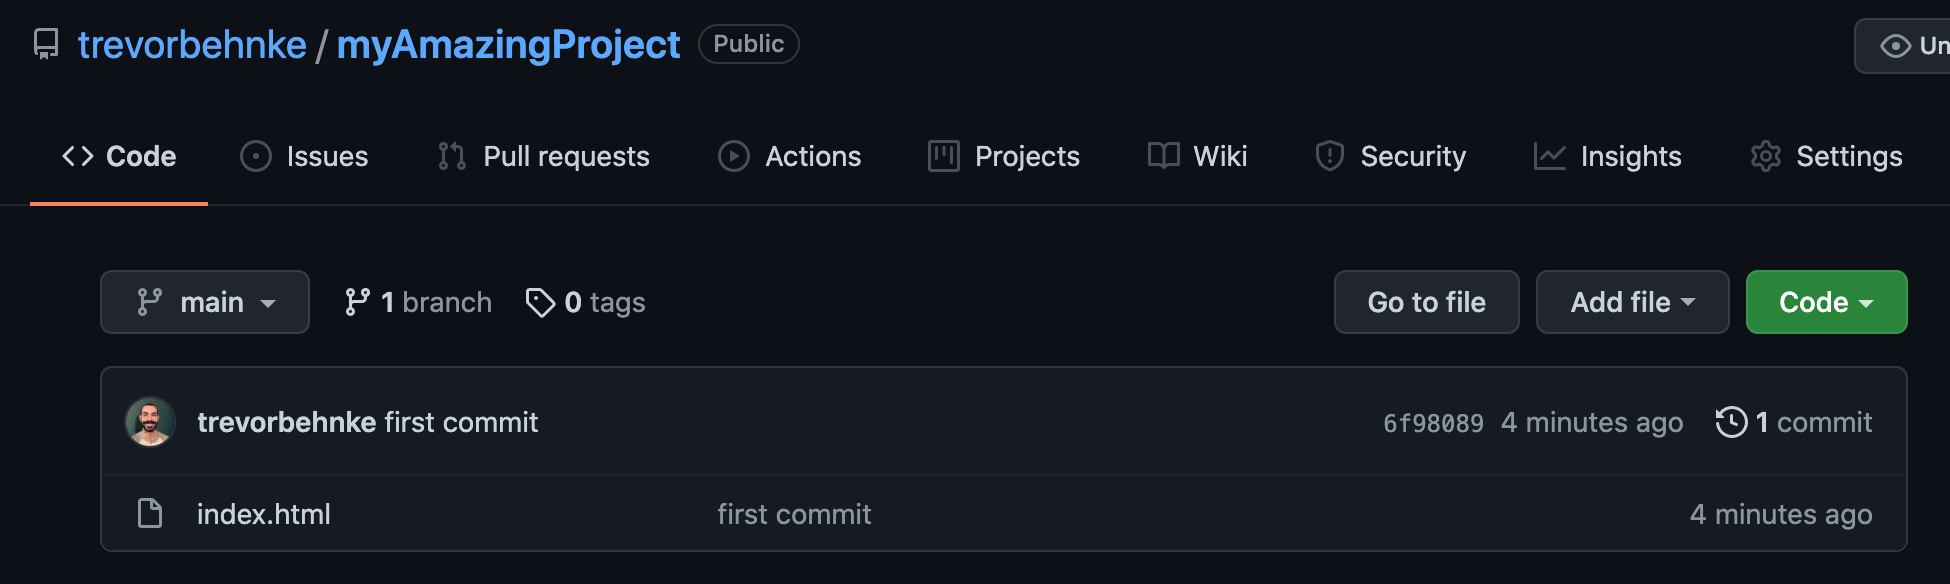 trevorbehnke / myAmazingProject Public
Code Issues Pull requests Actions Projects Wiki Security Insights Settings
main 1 branch 0 tags Go to file Add file Code
trevorbehnke first commit 6f98089 4 minutes ago 1 commit
index.html first commit 4 minutes ago